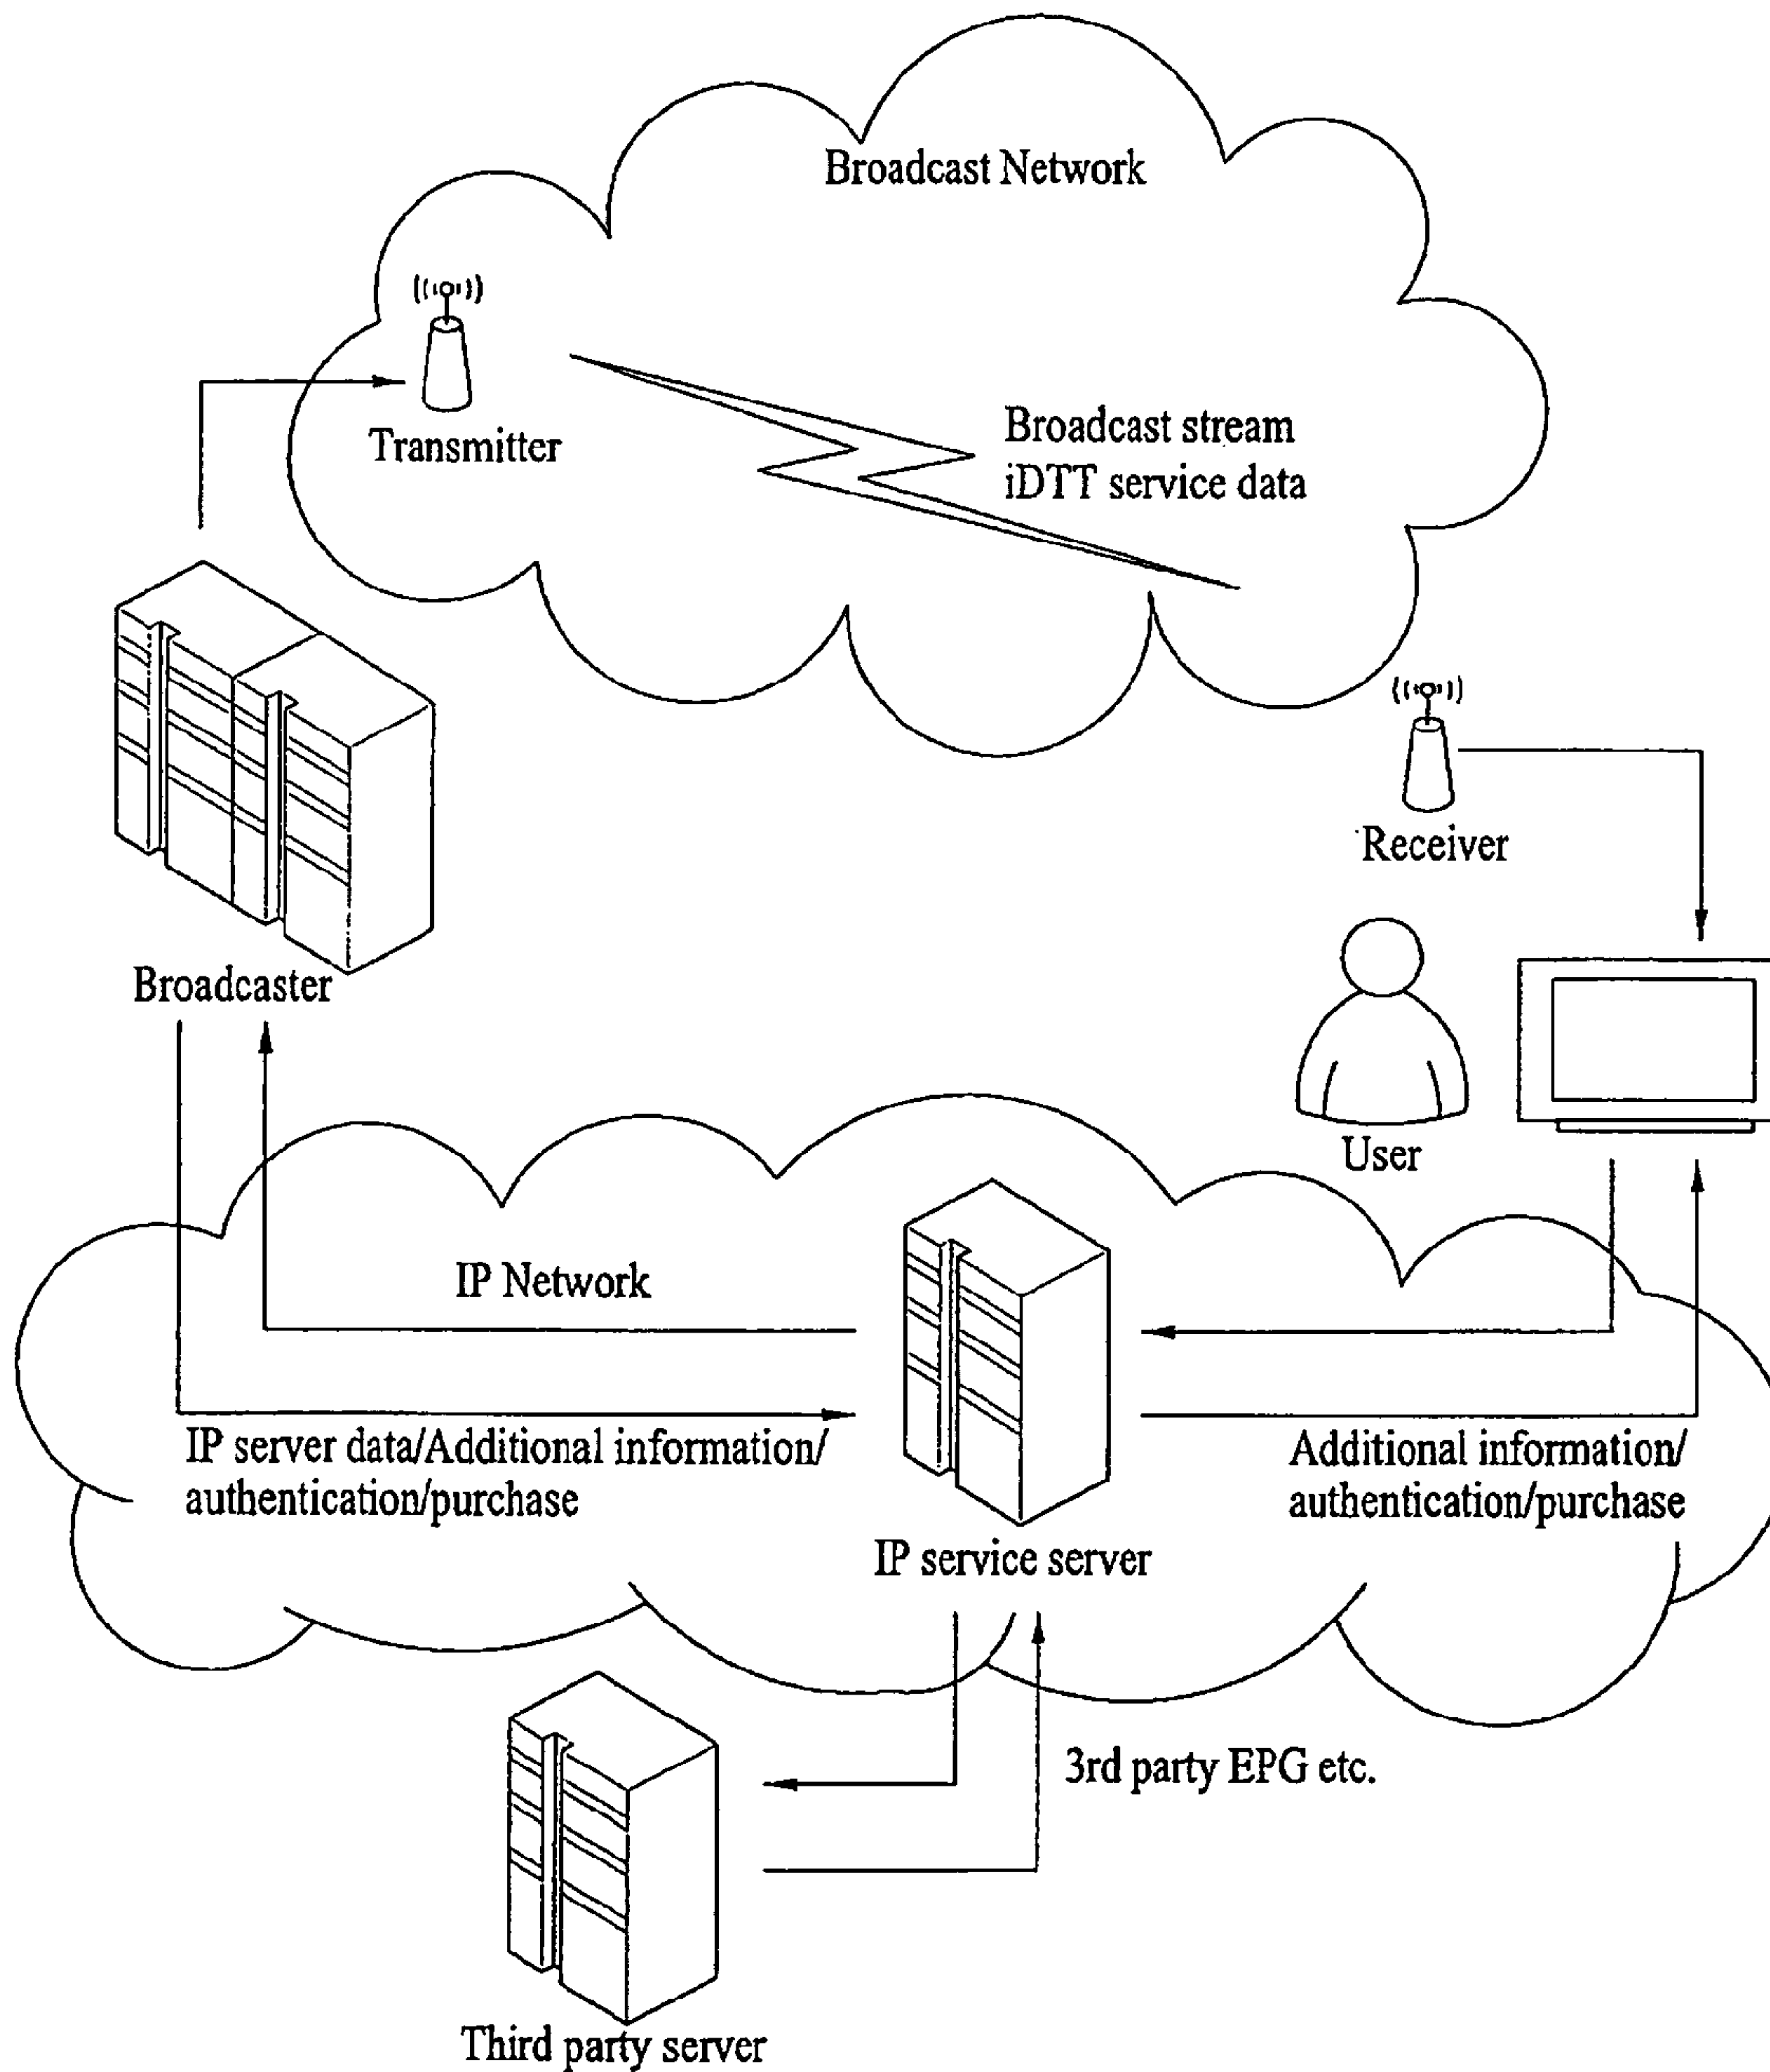 Broadcast Network
Transmitter
Broadcast stream
iDTT service data
Receiver
Broadcaster
User
IP Network
IP server data/Additional information/
authentication/purchase
Additional information/
authentication/purchase
IP service server
3rd party EPG etc.
Third party server